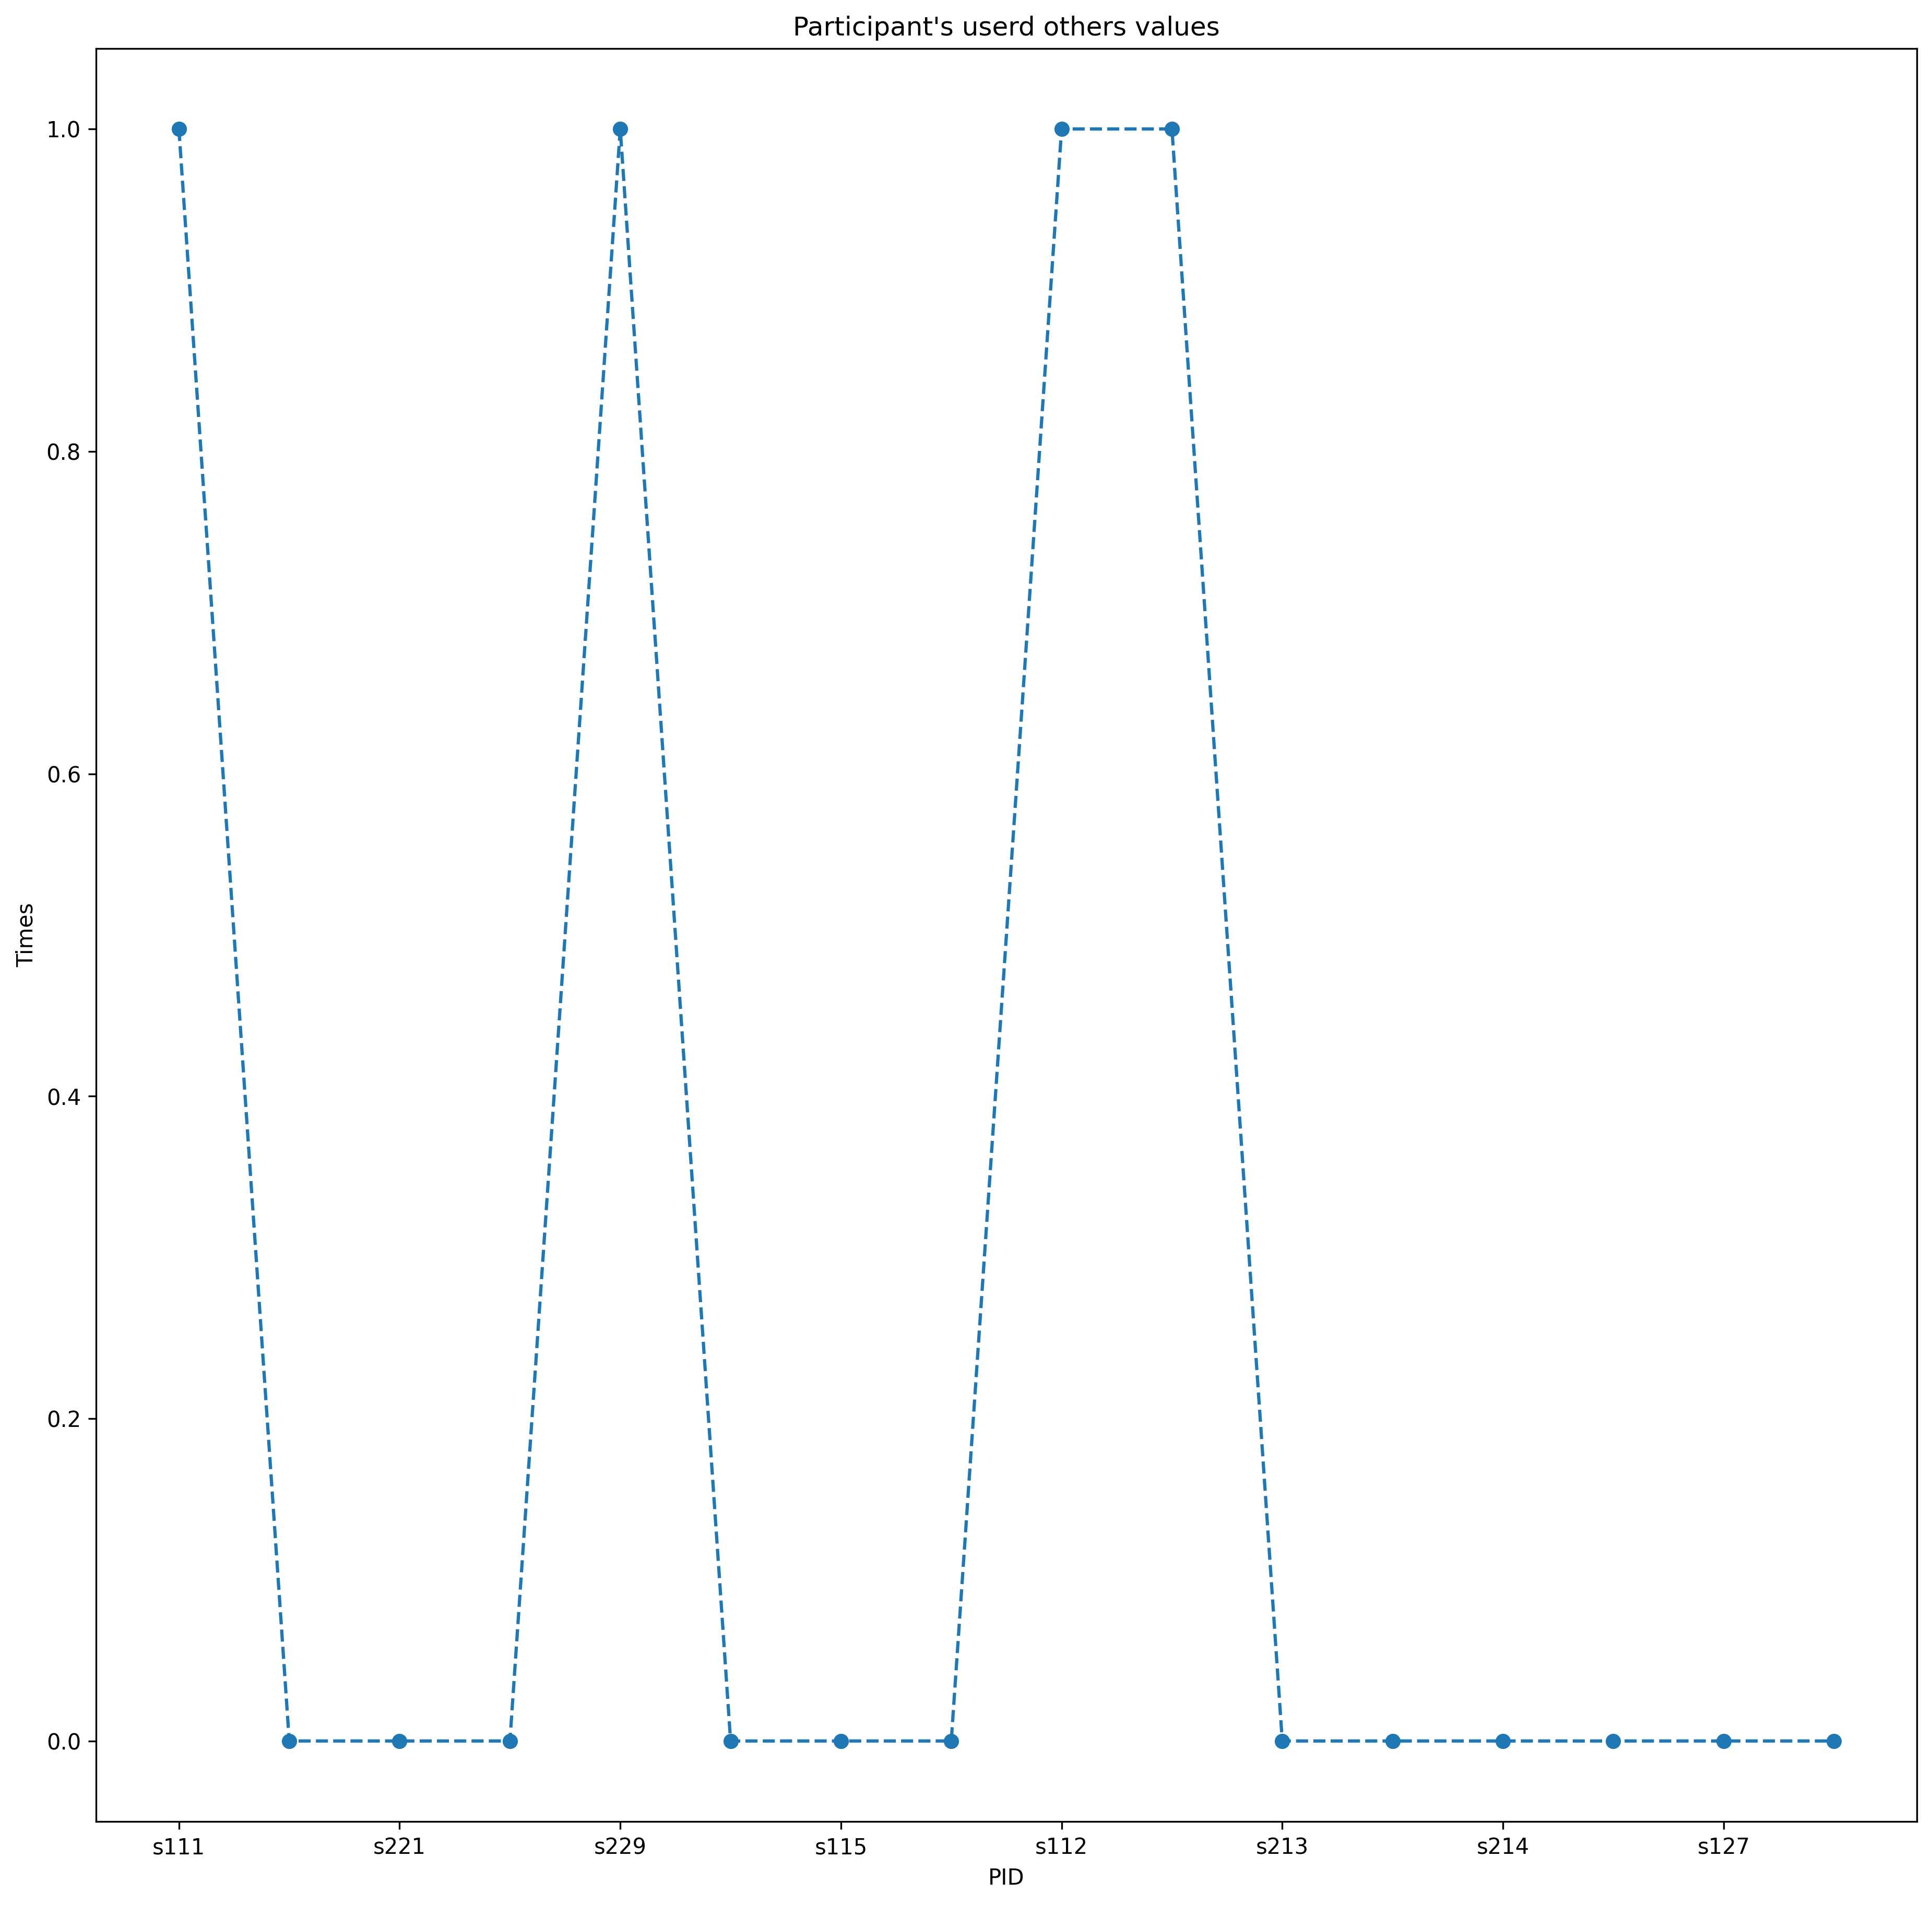 Participant's userd others values
1.0
0.8
0.6
0.4
0.2
0.0
Times
s111 s221 s229 s115 s112 s213 s214 s127
PID